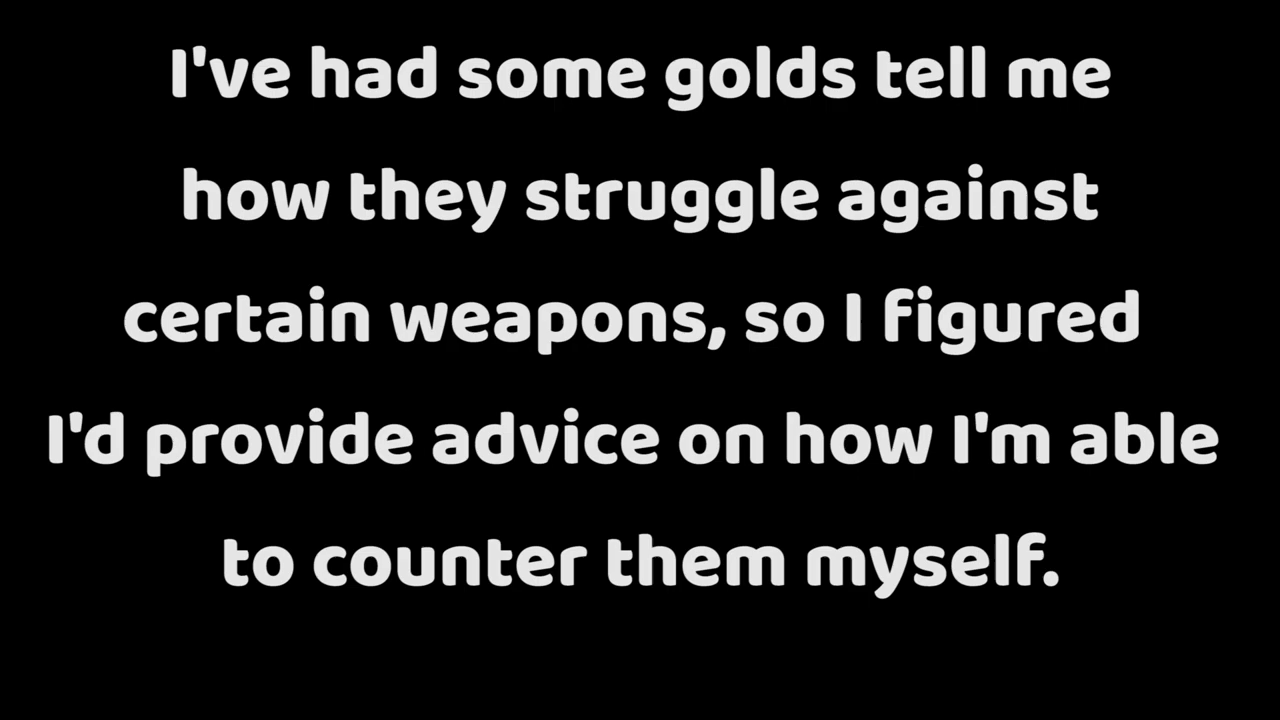 I've had some golds tell me
how they struggle against
certain weapons, so I figured
I'd provide advice on how I'm able
to counter them myself.